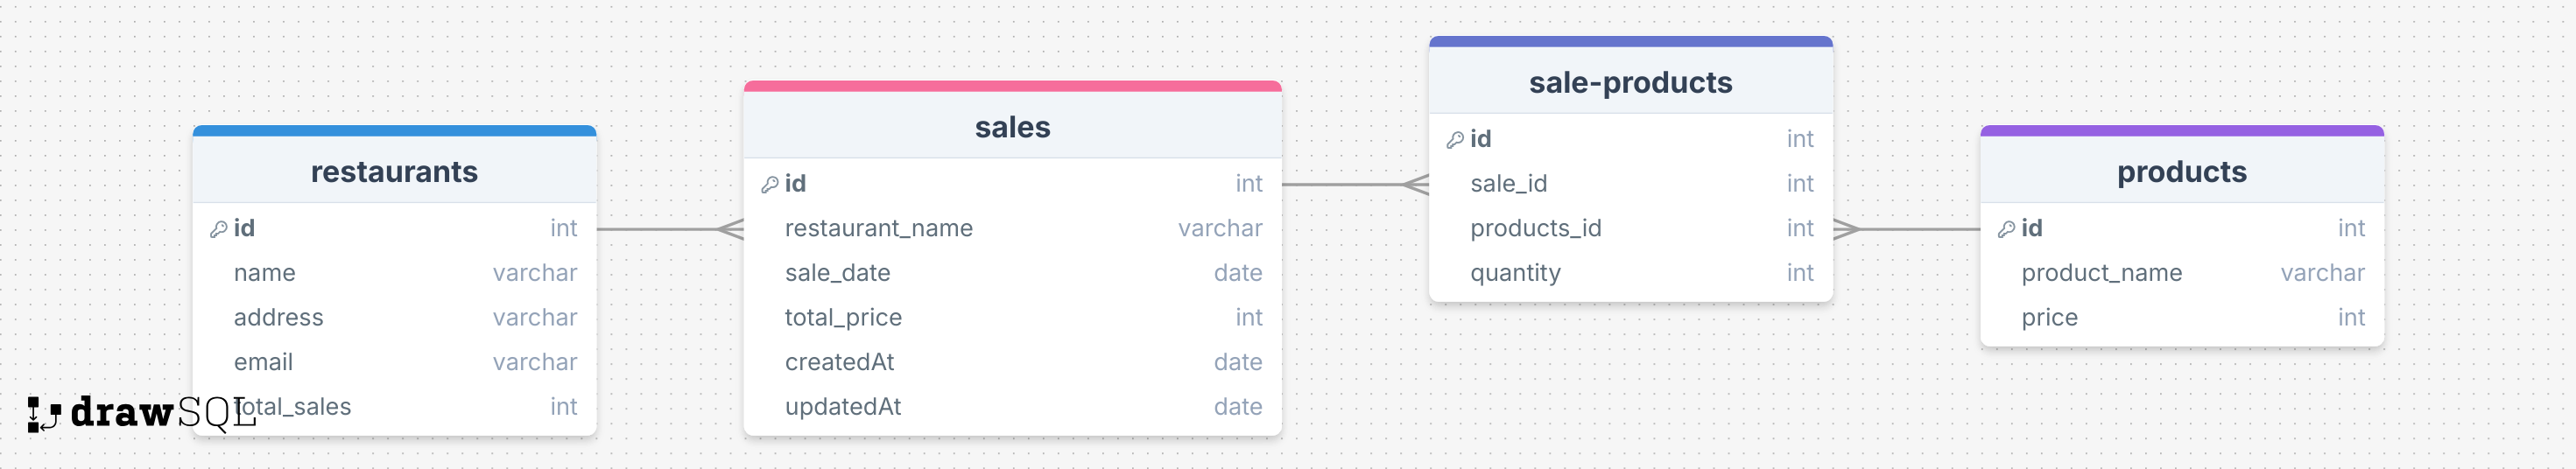 restaurants
id int
name varchar
address varchar
email varchar
total_sales int
drawSQL
sales
id int
restaurant_name varchar
sale_date date
total_price int
createdAt date
updatedAt date
sale-products
id int
sale_id int
products_id int
quantity int
products
id int
product_name varchar
price int